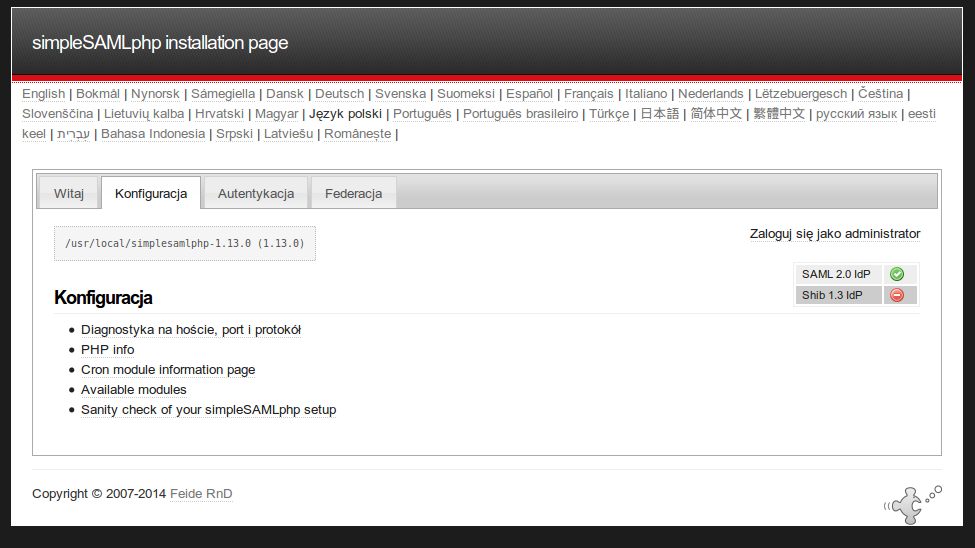 simpleSAMLphp installation page
English | Bokmål | Nynorsk | Sámegiella | Dansk | Deutsch | Svenska | Suomeksi | Español | Français | Italiano | Nederlands | Lëtzebuergesch | Čeština |
Slovenščina | Lietuvių kalba | Hrvatski | Magyar | Język polski | Português | Português brasileiro | Türkçe | 日本語 | 简体中文 | 繁體中文 | русский язык | eesti
keel | עִבְרִית | Bahasa Indonesia | Srpski | Latviešu | Românește |
Witaj Konfiguracja Autentykacja Federacja
/usr/local/simplesamlphp-1.13.0 (1.13.0)
Zaloguj się jako administrator
SAML 2.0 IdP
Shib 1.3 IdP
Konfiguracja
Diagnostyka na hoście, port i protokół
PHP info
Cron module information page
Available modules
Sanity check of your simpleSAMLphp setup
Copyright © 2007-2014 Feide RnD